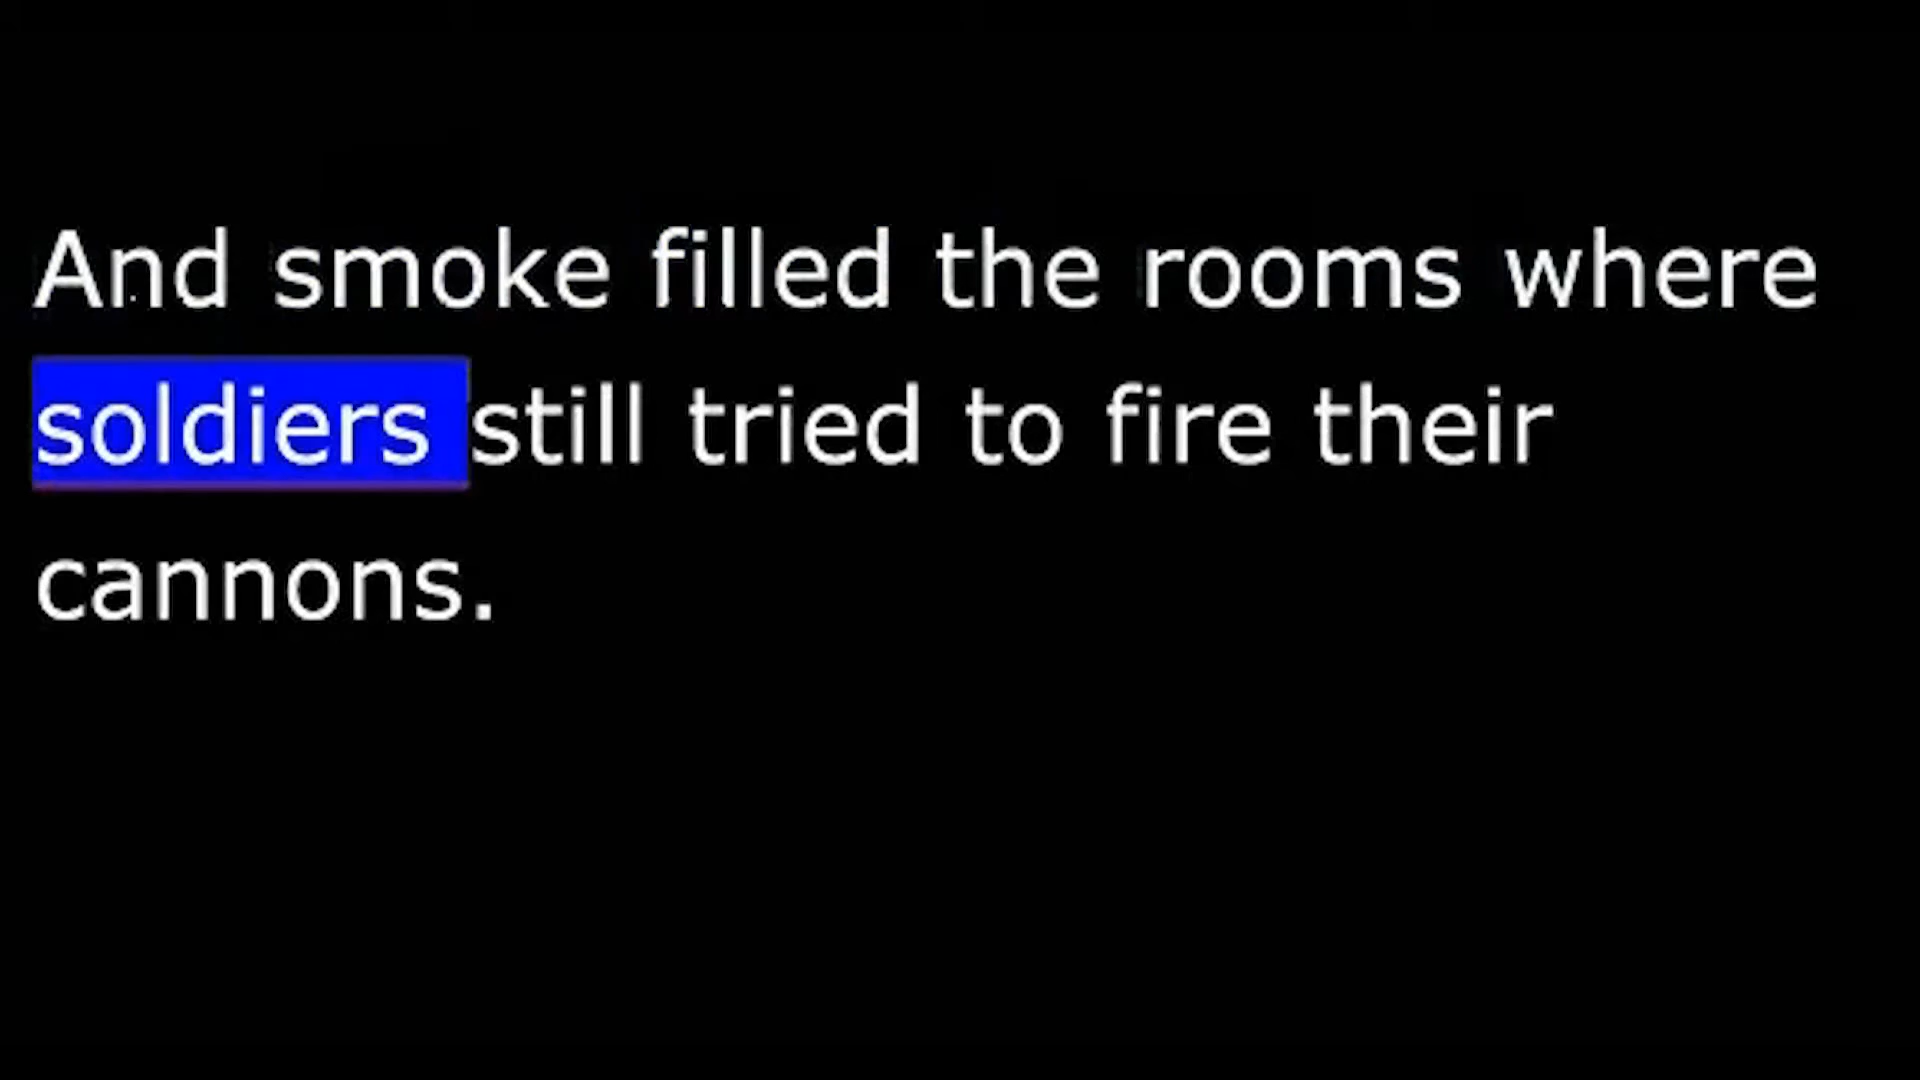 And smoke filled the rooms where
soldiers still tried to fire their
cannons.